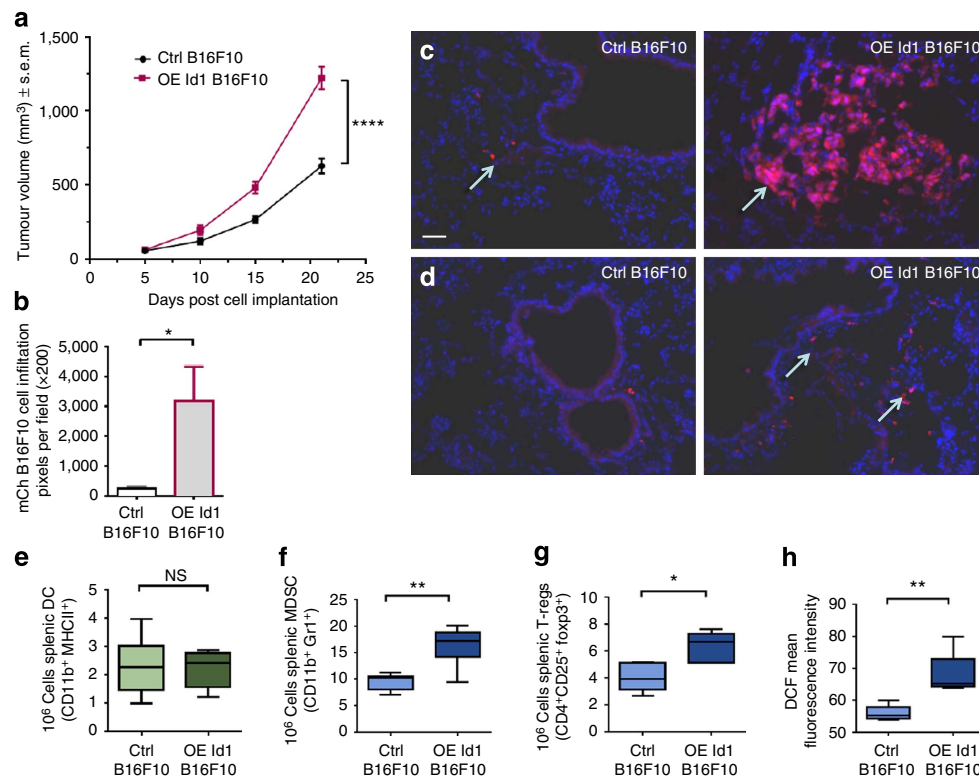 a
1,500
1,000
500
0
Tumour volume (mm³) ± s.e.m.
Ctrl B16F10
OE Id1 B16F10
****
0 5 10 15 20 25
Days post cell implantation
b
mCh B16F10 cell infiltation
pixels per field (×200)
5,000
4,000
3,000
2,000
1,000
0
*
Ctrl
B16F10
OE Id1
B16F10
c
Ctrl B16F10
OE Id1 B16F10
d
Ctrl B16F10
OE Id1 B16F10
e
10⁶ Cells splenic DC
(CD11b⁺ MHCII⁺)
5
4
3
2
1
0
NS
Ctrl
B16F10
OE Id1
B16F10
f
10⁶ Cells splenic MDSC
(CD11b⁺ Gr1⁺)
25
20
15
10
5
0
**
Ctrl
B16F10
OE Id1
B16F10
g
10⁶ Cells splenic T-regs
(CD4⁺CD25⁺ foxp3⁺)
10
8
6
4
2
0
*
Ctrl
B16F10
OE Id1
B16F10
h
DCF mean
fluorescence intensity
90
80
70
60
50
**
Ctrl
B16F10
OE Id1
B16F10